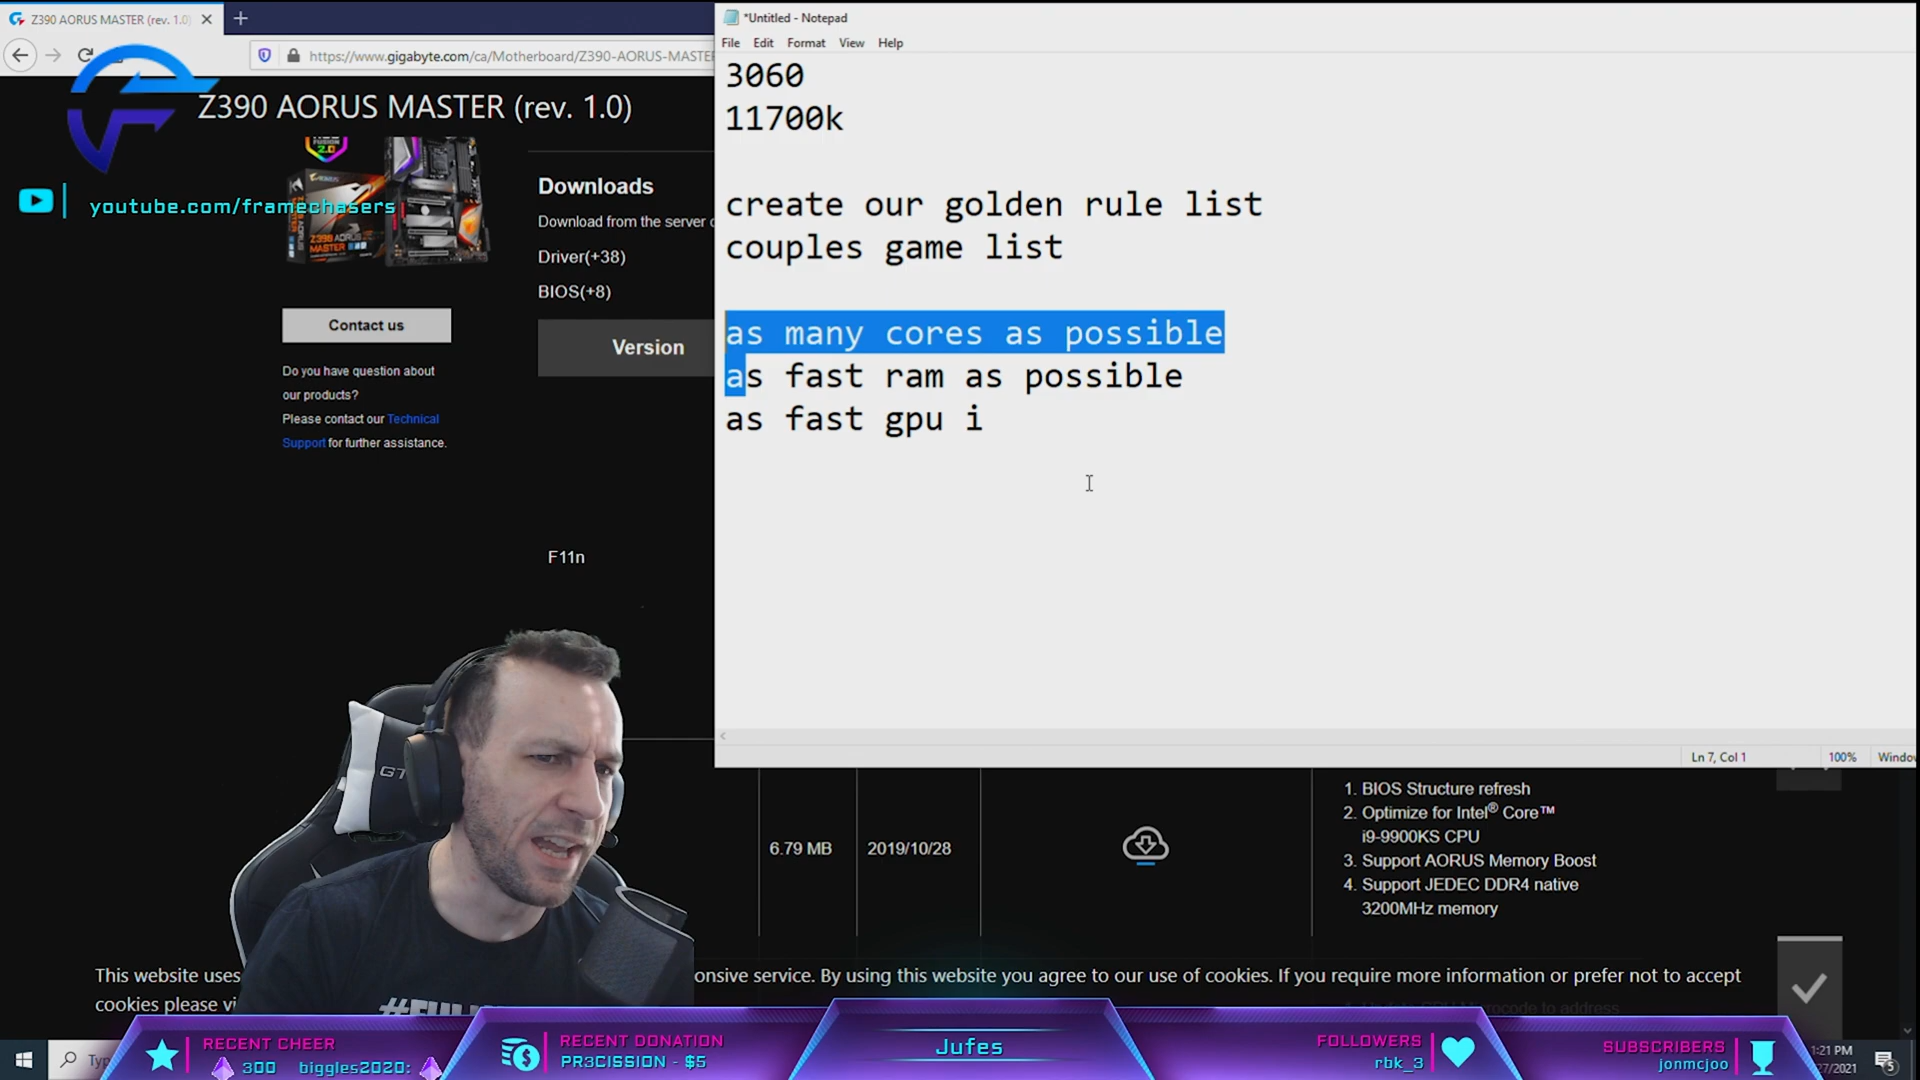 Z390 AORUS MASTER (rev. 1.0)
https://www.gigabyte.com/ca/Motherboard/Z390-AORUS-MASTER
Z390 AORUS MASTER (rev. 1.0)
youtube.com/framechasers
Contact us
Do you have question about
our products?
Please contact our Technical
Support for further assistance.
Downloads
Download from the server o
Driver(+38)
BIOS(+8)
Version
F11n
*Untitled - Notepad
File Edit Format View Help
3060
11700k
create our golden rule list
couples game list
as many cores as possible
as fast ram as possible
as fast gpu i
Ln 7, Col 1
100%
Window
6.79 MB
2019/10/28
1. BIOS Structure refresh
2. Optimize for Intel® Core™
i9-9900KS CPU
3. Support AORUS Memory Boost
4. Support JEDEC DDR4 native
3200MHz memory
This website uses
onsive service. By using this website you agree to our use of cookies. If you require more information or prefer not to accept
cookies please vi
RECENT CHEER
300 biggles2020:
RECENT DONATION
PR3CISSION - $5
Jufes
FOLLOWERS
rbk_3
SUBSCRIBERS
jonmcjoo
1:21 PM
27/2021
5